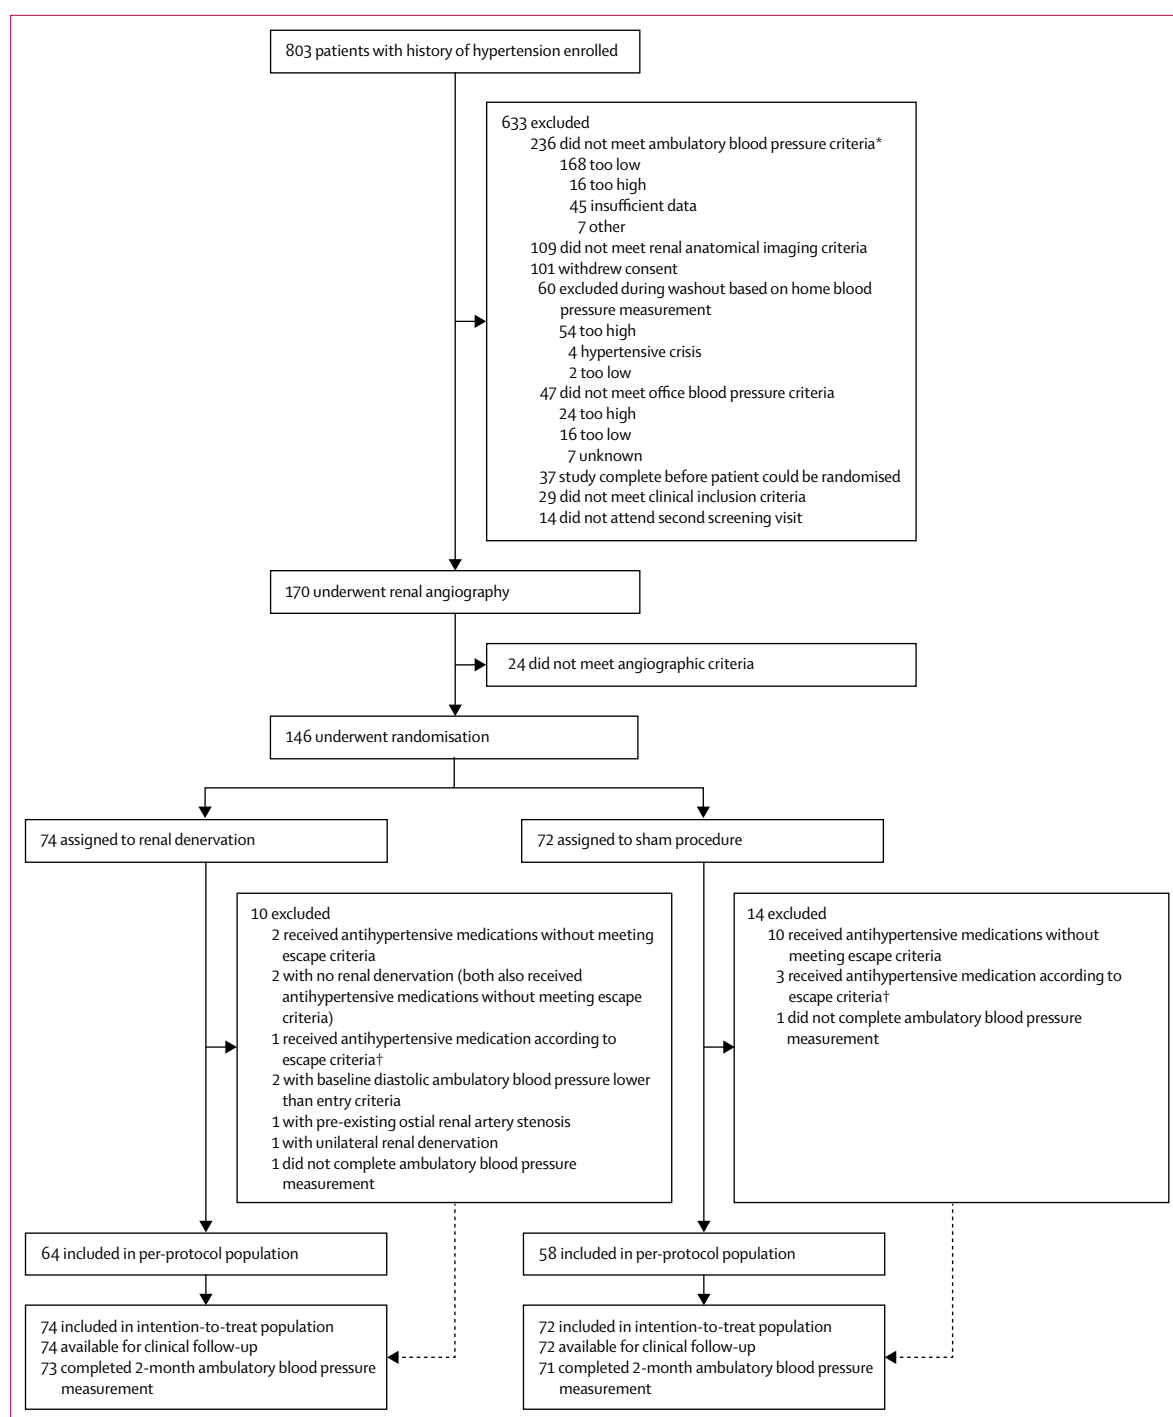 803 patients with history of hypertension enrolled
633 excluded
236 did not meet ambulatory blood pressure criteria*
168 too low
16 too high
45 insufficient data
7 other
109 did not meet renal anatomical imaging criteria
101 withdrew consent
60 excluded during washout based on home blood
pressure measurement
54 too high
4 hypertensive crisis
2 too low
47 did not meet office blood pressure criteria
24 too high
16 too low
7 unknown
37 study complete before patient could be randomised
29 did not meet clinical inclusion criteria
14 did not attend second screening visit
170 underwent renal angiography
24 did not meet angiographic criteria
146 underwent randomisation
74 assigned to renal denervation
72 assigned to sham procedure
10 excluded
2 received antihypertensive medications without meeting
escape criteria
2 with no renal denervation (both also received
antihypertensive medications without meeting escape
criteria)
1 received antihypertensive medication according to
escape criteria†
2 with baseline diastolic ambulatory blood pressure lower
than entry criteria
1 with pre-existing ostial renal artery stenosis
1 with unilateral renal denervation
1 did not complete ambulatory blood pressure
measurement
14 excluded
10 received antihypertensive medications without
meeting escape criteria
3 received antihypertensive medication according to
escape criteria†
1 did not complete ambulatory blood pressure
measurement
64 included in per-protocol population
58 included in per-protocol population
74 included in intention-to-treat population
74 available for clinical follow-up
73 completed 2-month ambulatory blood pressure
measurement
72 included in intention-to-treat population
72 available for clinical follow-up
71 completed 2-month ambulatory blood pressure
measurement